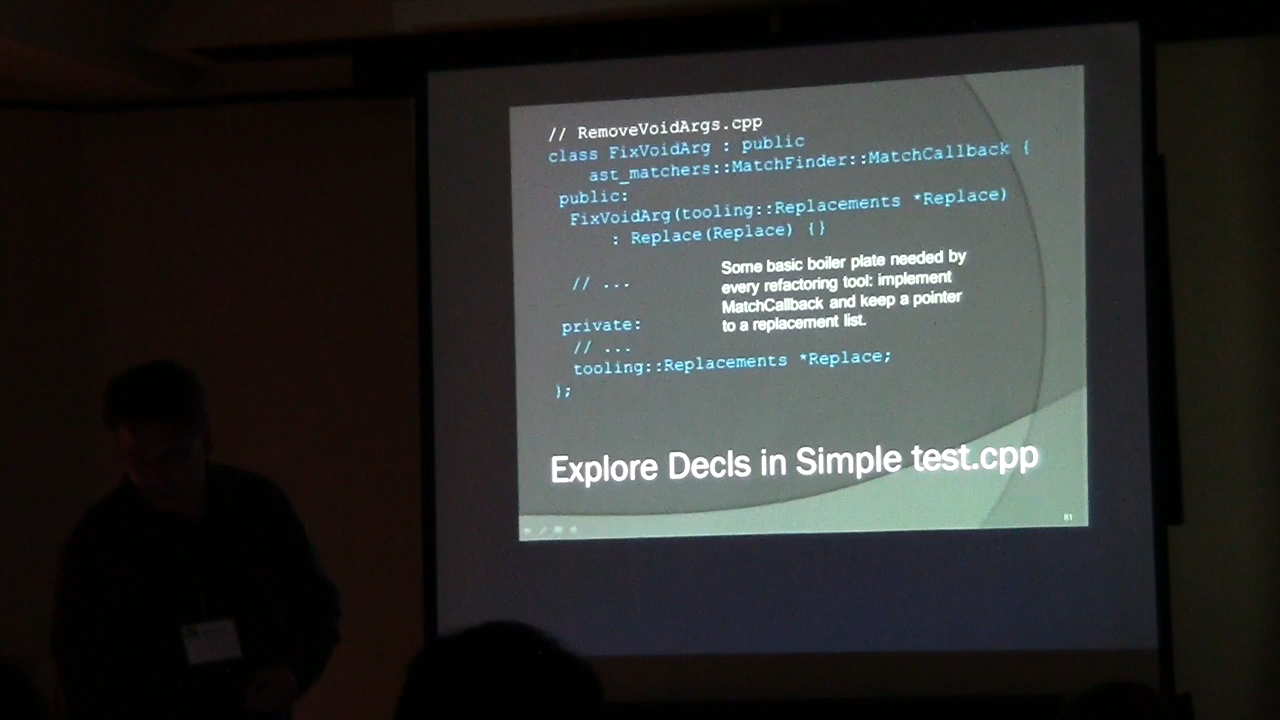 // RemoveVoidArgs.cpp
class FixVoidArg : public
ast_matchers::MatchFinder::MatchCallback {
public:
FixVoidArg(tooling::Replacements *Replace)
: Replace(Replace) {}
// ...
Some basic boiler plate needed by
every refactoring tool: implement
MatchCallback and keep a pointer
to a replacement list.
private:
// ...
tooling::Replacements *Replace;
};
Explore Decls in Simple test.cpp
81